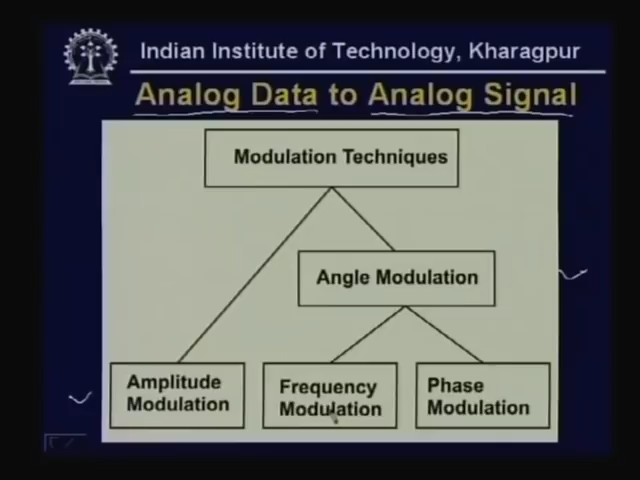 Indian Institute of Technology, Kharagpur
Analog Data to Analog Signal
Modulation Techniques
Angle Modulation
Amplitude
Modulation
Frequency
Modulation
Phase
Modulation